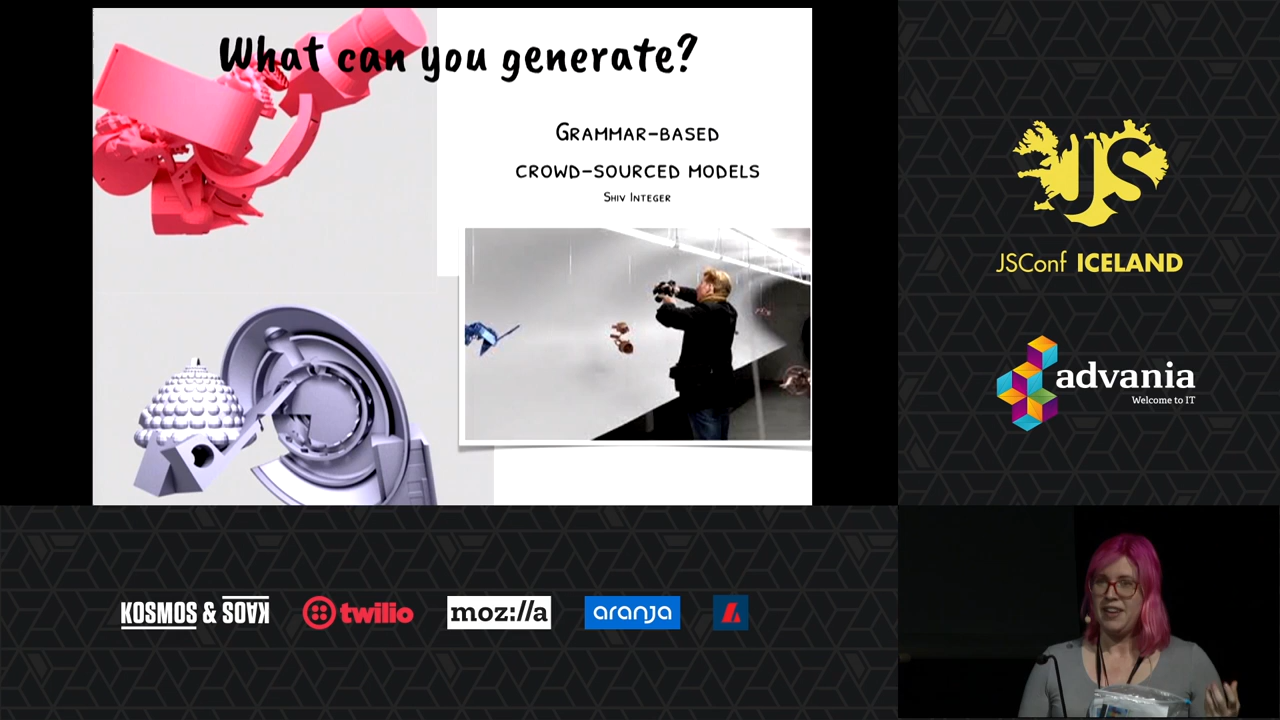 What can you generate?
Grammar-based
crowd-sourced models
Shiv Integer
JS
JSConf ICELAND
advania
Welcome to IT
KOSMOS & KAOS
twilio
moz://a
aranja